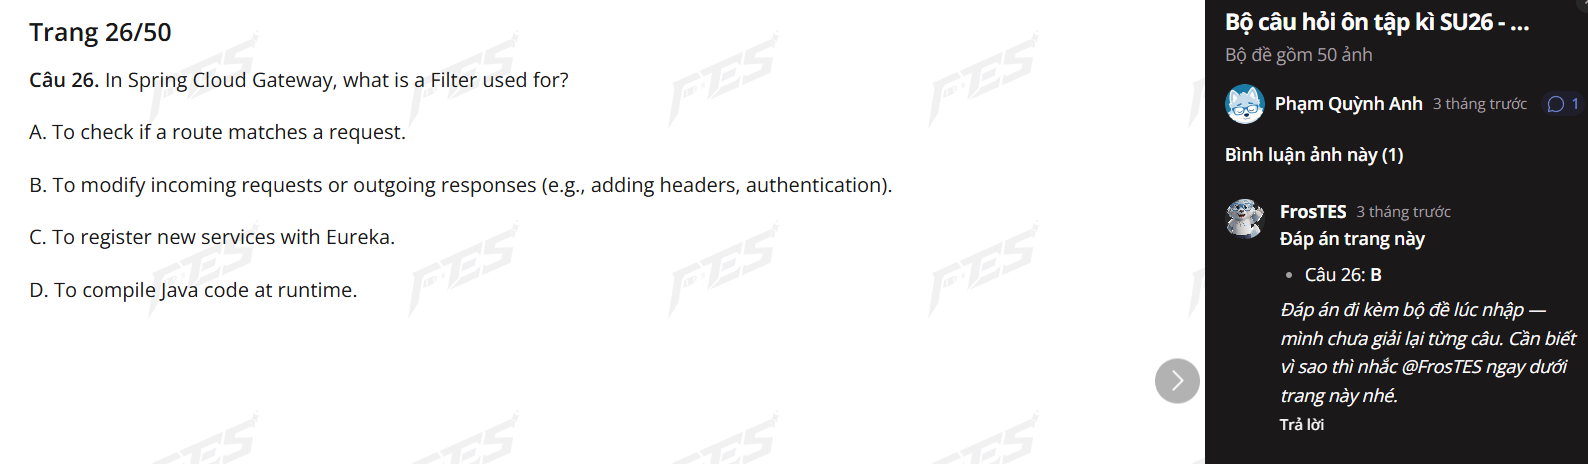 Trang 26/50
Câu 26. In Spring Cloud Gateway, what is a Filter used for?
A. To check if a route matches a request.
B. To modify incoming requests or outgoing responses (e.g., adding headers, authentication).
C. To register new services with Eureka.
D. To compile Java code at runtime.
Bộ câu hỏi ôn tập kì SU26 - ...
Bộ đề gồm 50 ảnh
Phạm Quỳnh Anh 3 tháng trước 1
Bình luận ảnh này (1)
FrosTES 3 tháng trước
Đáp án trang này
• Câu 26: B
Đáp án đi kèm bộ đề lúc nhập —
mình chưa giải lại từng câu. Cần biết
vì sao thì nhắc @FrosTES ngay dưới
trang này nhé.
Trả lời